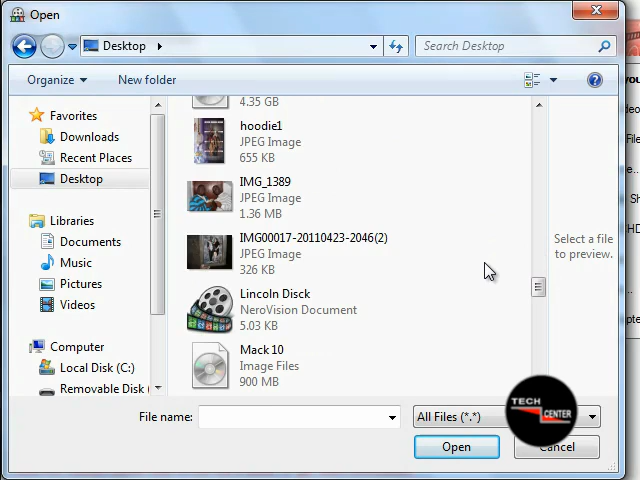 Open
Desktop
Search Desktop
Organize
New folder
Favorites
Downloads
Recent Places
Desktop
Libraries
Documents
Music
Pictures
Videos
Computer
Local Disk (C:)
Removable Disk
4.35 GB
hoodie1
JPEG Image
655 KB
IMG_1389
JPEG Image
1.36 MB
IMG00017-20110423-2046(2)
JPEG Image
326 KB
Lincoln Disck
NeroVision Document
5.03 KB
Mack 10
Image Files
900 MB
Select a file
to preview.
File name:
All Files (*.*)
Open
Cancel
TECH
CENTER